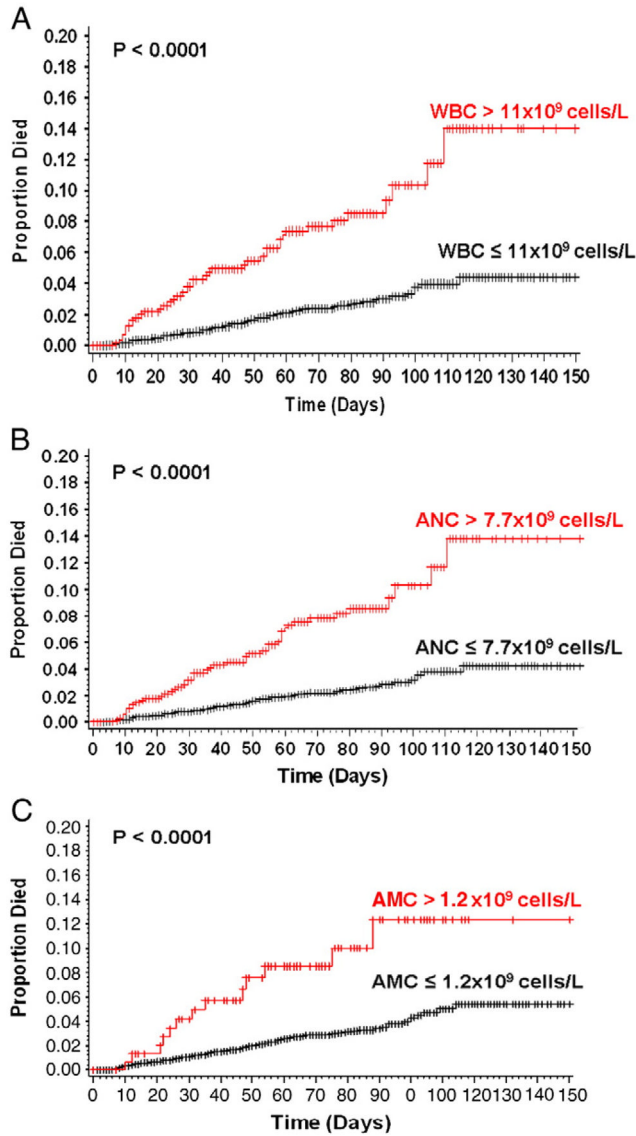 A
P < 0.0001
Proportion Died
0.20
0.18
0.16
0.14
0.12
0.10
0.08
0.06
0.04
0.02
0.00
WBC > 11x10⁹ cells/L
WBC ≤ 11x10⁹ cells/L
0 10 20 30 40 50 60 70 80 90 100 110 120 130 140 150
Time (Days)
B
P < 0.0001
Proportion Died
0.20
0.18
0.16
0.14
0.12
0.10
0.08
0.06
0.04
0.02
0.00
ANC > 7.7x10⁹ cells/L
ANC ≤ 7.7x10⁹ cells/L
0 10 20 30 40 50 60 70 80 90 100 110 120 130 140 150
Time (Days)
C
P < 0.0001
Proportion Died
0.20
0.18
0.16
0.14
0.12
0.10
0.08
0.06
0.04
0.02
0.00
AMC > 1.2x10⁹ cells/L
AMC ≤ 1.2x10⁹ cells/L
0 10 20 30 40 50 60 70 80 90 0 100 120 130 140 150
Time (Days)